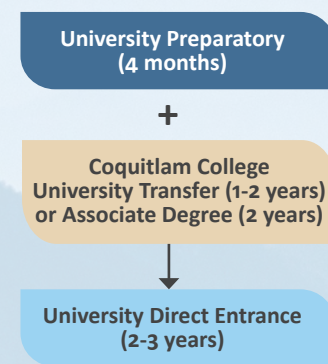 University Preparatory
(4 months)
+
Coquitlam College
University Transfer (1-2 years)
or Associate Degree (2 years)
University Direct Entrance
(2-3 years)